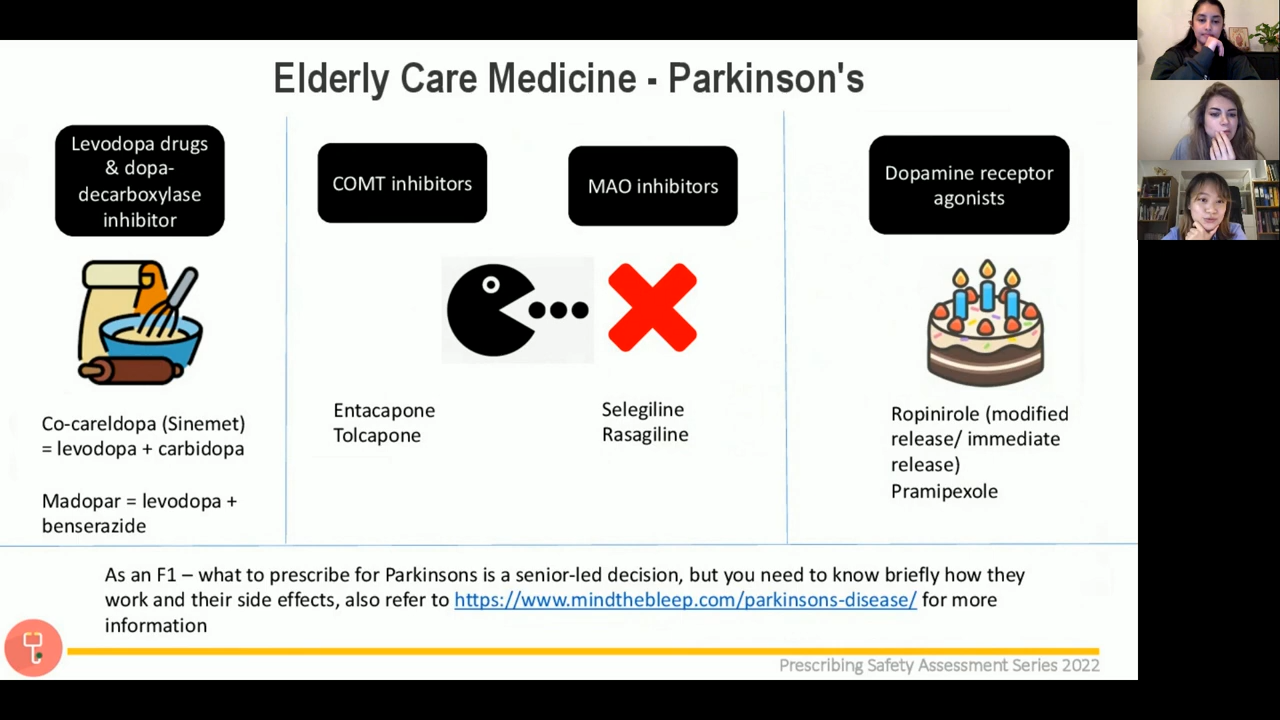 Elderly Care Medicine - Parkinson's
Levodopa drugs
& dopa-
decarboxylase
inhibitor
COMT inhibitors
MAO inhibitors
Dopamine receptor
agonists
Co-careldopa (Sinemet)
= levodopa + carbidopa
Madopar = levodopa +
benserazide
Entacapone
Tolcapone
Selegiline
Rasagiline
Ropinirole (modified
release/ immediate
release)
Pramipexole
As an F1 – what to prescribe for Parkinsons is a senior-led decision, but you need to know briefly how they
work and their side effects, also refer to https://www.mindthebleep.com/parkinsons-disease/ for more
information
Prescribing Safety Assessment Series 2022